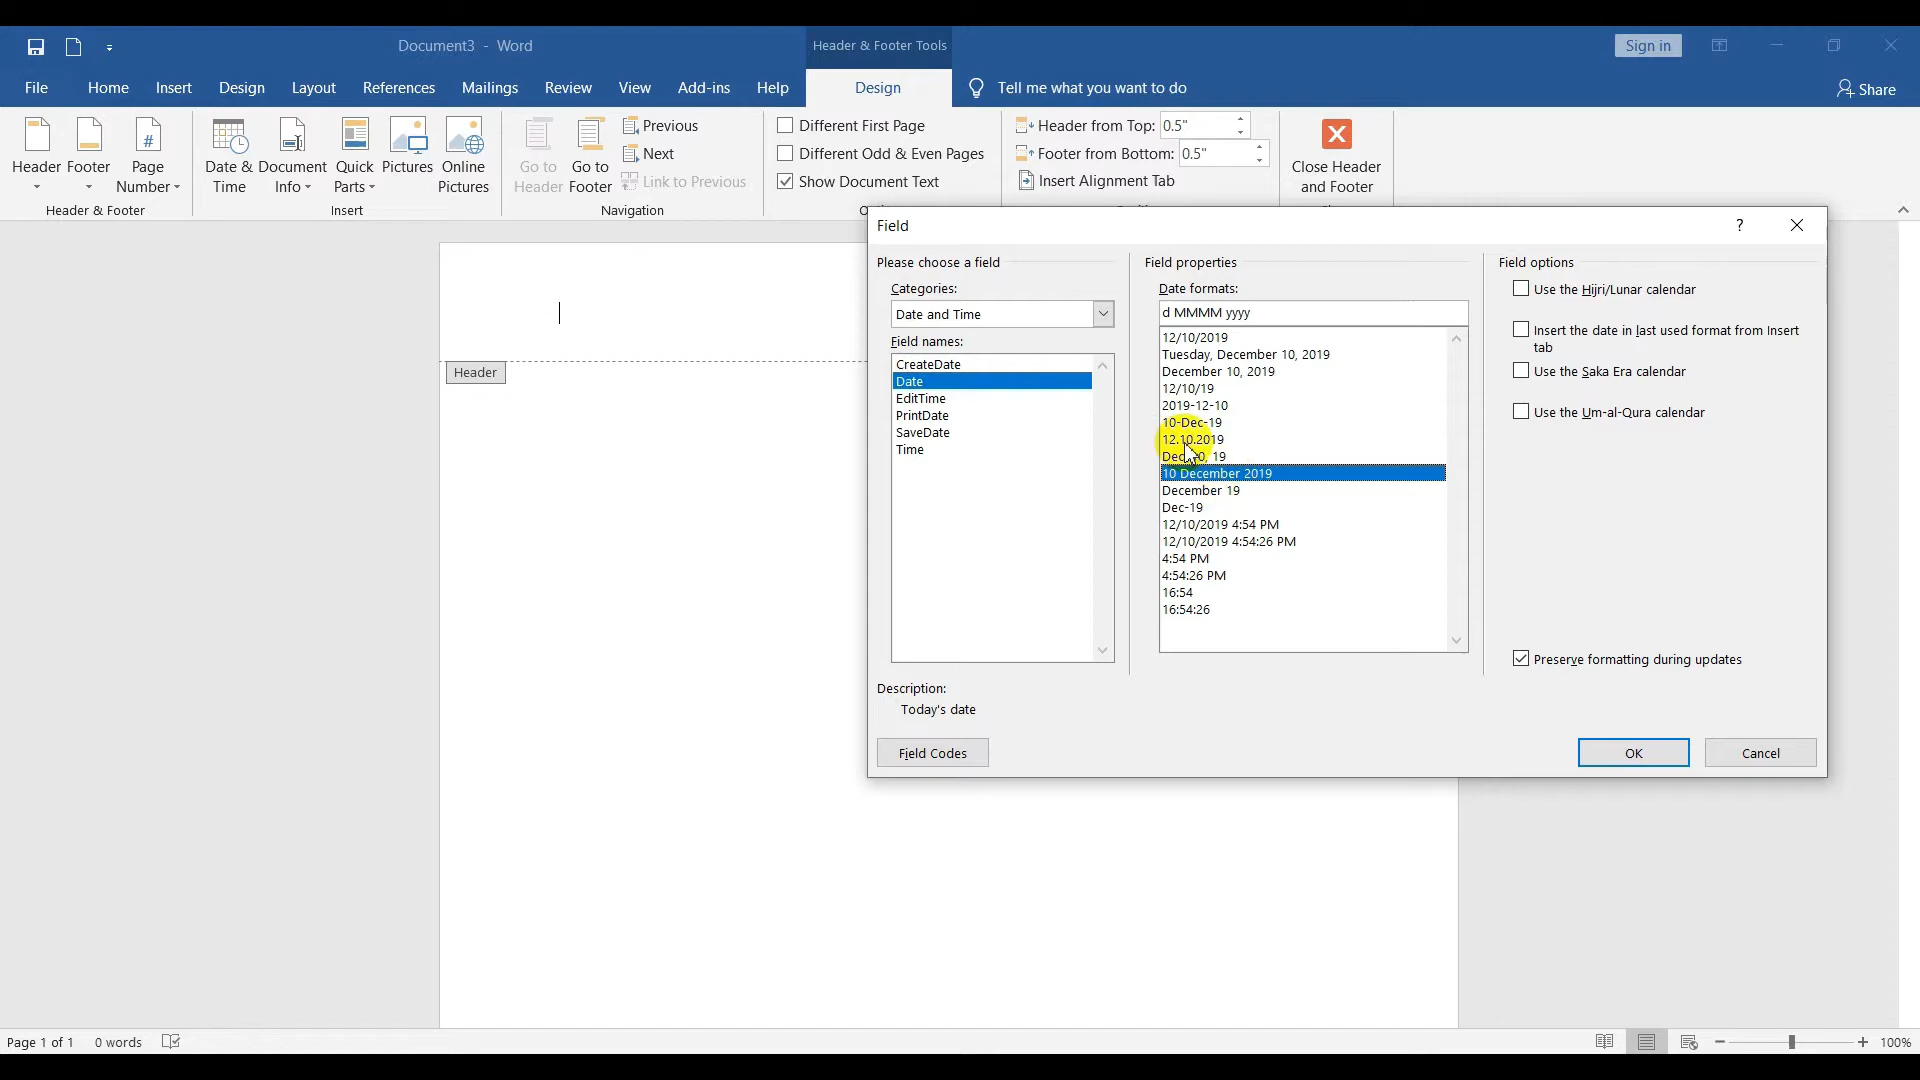 Document3 - Word
Header & Footer Tools
Sign in
File Home Insert Design Layout References Mailings Review View Add-ins Help Design Tell me what you want to do Share
Header
Footer
Page Number
Header & Footer
Date & Time
Document Info
Quick Parts
Pictures
Online Pictures
Insert
Go to Header
Go to Footer
Previous
Next
Link to Previous
Navigation
Different First Page
Different Odd & Even Pages
Show Document Text
Header from Top: 0.5"
Footer from Bottom: 0.5"
Insert Alignment Tab
Close Header and Footer
Header
Field
Please choose a field
Categories:
Date and Time
Field names:
CreateDate
Date
EditTime
PrintDate
SaveDate
Time
Field properties
Date formats:
d MMMM yyyy
12/10/2019
Tuesday, December 10, 2019
December 10, 2019
12/10/19
2019-12-10
10-Dec-19
12.10.2019
19
10 December 2019
December 19
Dec-19
12/10/2019 4:54 PM
12/10/2019 4:54:26 PM
4:54 PM
4:54:26 PM
16:54
16:54:26
Field options
Use the Hijri/Lunar calendar
Insert the date in last used format from Insert
tab
Use the Saka Era calendar
Use the Um-al-Qura calendar
Preserve formatting during updates
Description:
Today's date
Field Codes
OK
Cancel
Page 1 of 1 0 words 100%